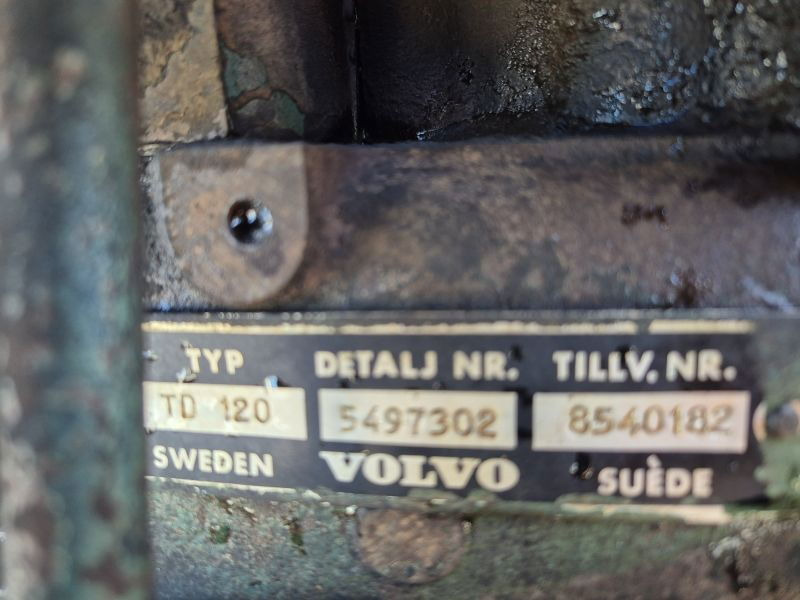 TYP DETALJ NR. TILLV. NR.
TD 120 5497302 8540182
SWEDEN VOLVO SUÈDE